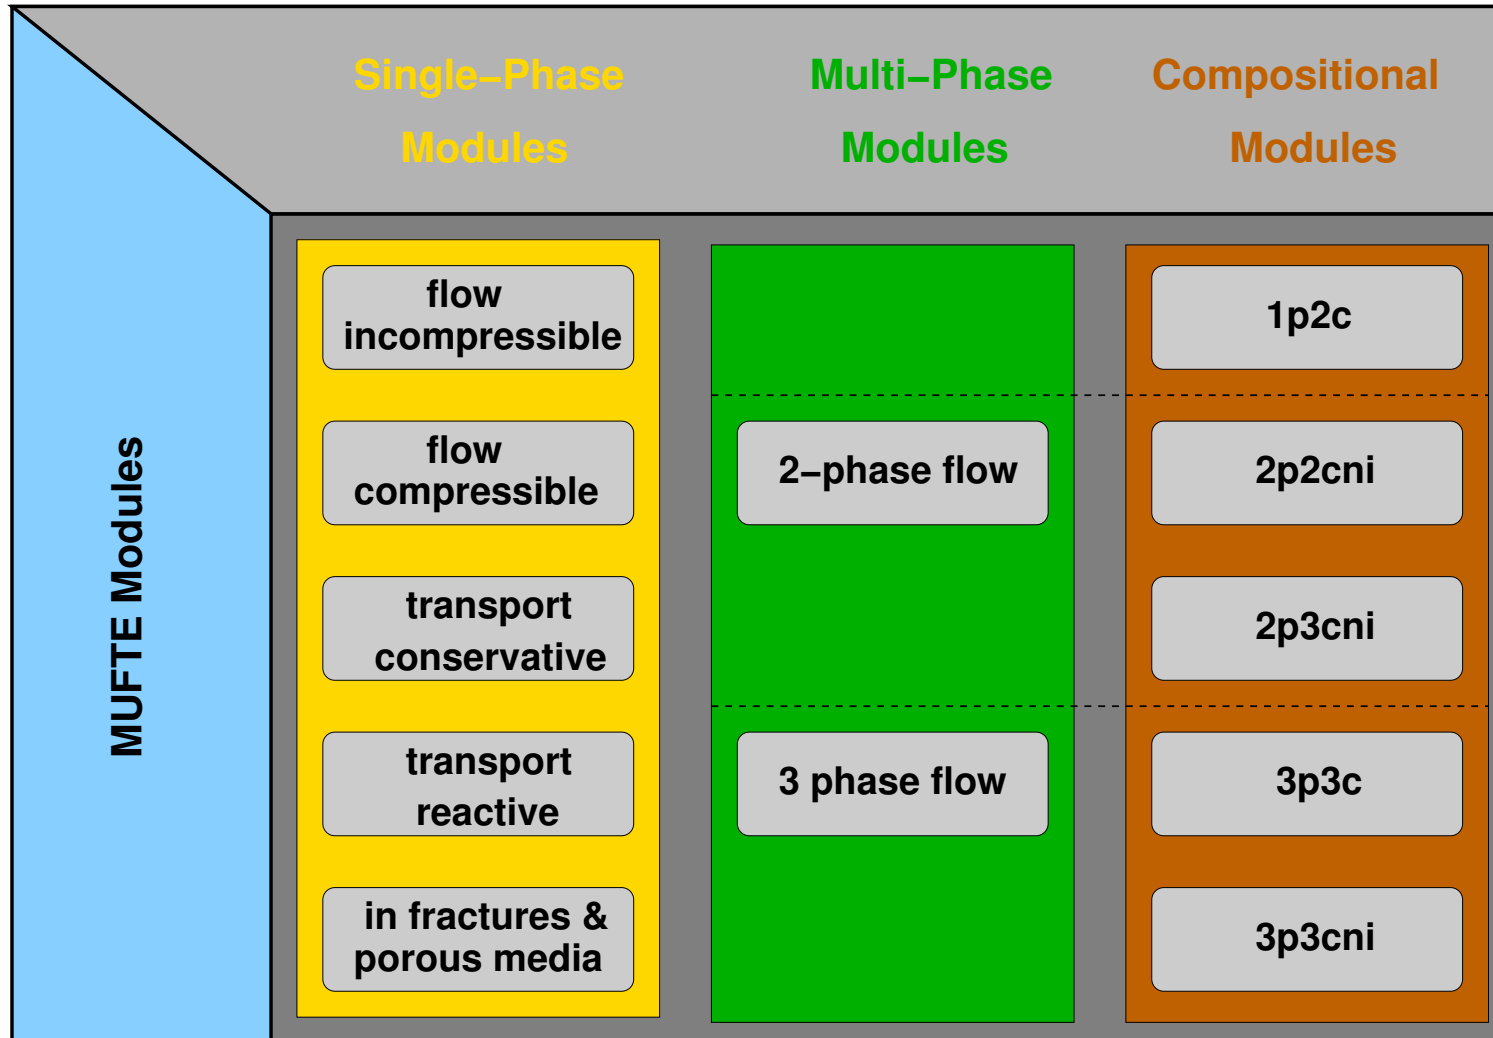 Single–Phase
Modules
Multi–Phase
Modules
Compositional
Modules
MUFTE Modules
flow
incompressible
flow
compressible
transport
conservative
transport
reactive
in fractures &
porous media
2–phase flow
3 phase flow
1p2c
2p2cni
2p3cni
3p3c
3p3cni